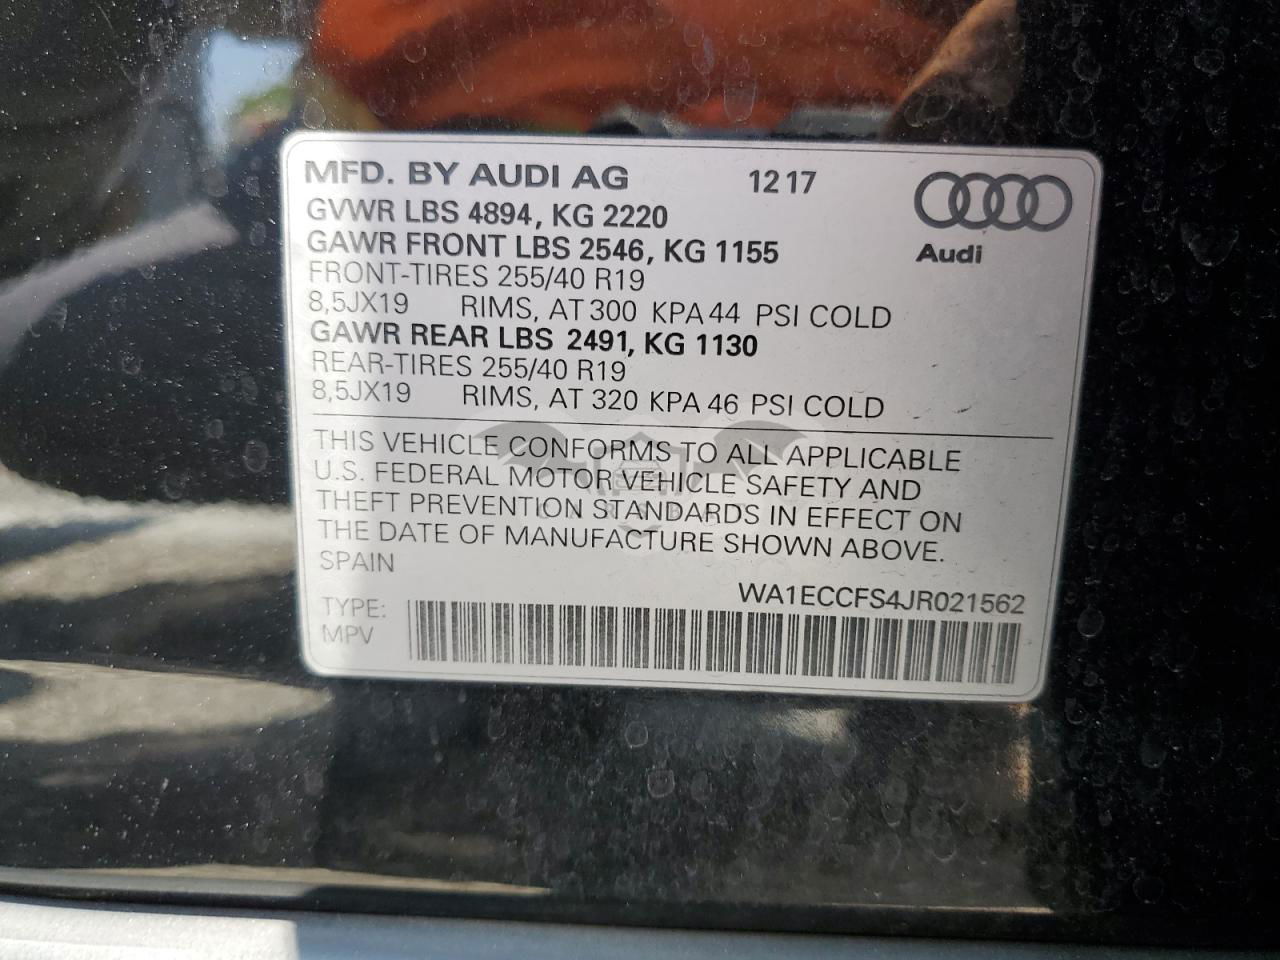 MFD. BY AUDI AG 12 17
GVWR LBS 4894, KG 2220
GAWR FRONT LBS 2546, KG 1155
Audi
FRONT-TIRES 255/40 R19
8,5JX19 RIMS, AT 300 KPA 44 PSI COLD
GAWR REAR LBS 2491, KG 1130
REAR-TIRES 255/40 R19
8,5JX19 RIMS, AT 320 KPA 46 PSI COLD
THIS VEHICLE CONFORMS TO ALL APPLICABLE
U.S. FEDERAL MOTOR VEHICLE SAFETY AND
THEFT PREVENTION STANDARDS IN EFFECT ON
THE DATE OF MANUFACTURE SHOWN ABOVE.
SPAIN
WA1ECCFS4JR021562
TYPE:
MPV